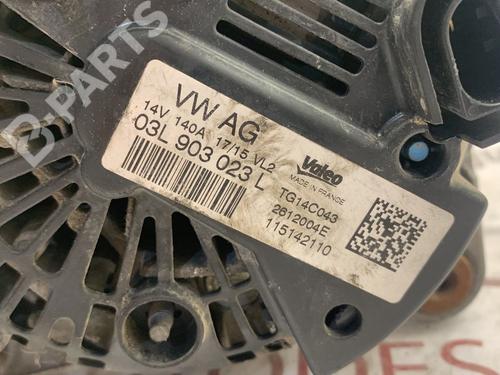 B-PARTS
VW AG
14V 140A 17/15 VL2
03L 903 023 L
Valeo
MADE IN FRANCE
TG14C043
2612004E
115142110